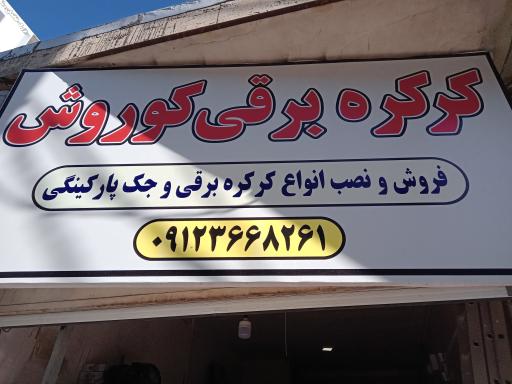 کرکره برقی کوروش
فروش و نصب انواع کرکره برقی و جک پارکینگی
۰۹۱۲۳۶۶۸۲۶۱